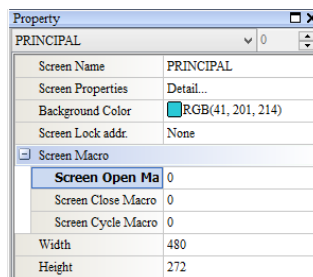 Property
PRINCIPAL 0
Screen Name PRINCIPAL
Screen Properties Detail...
Background Color RGB(41, 201, 214)
Screen Lock addr. None
Screen Macro
Screen Open Ma 0
Screen Close Macro 0
Screen Cycle Macro 0
Width 480
Height 272